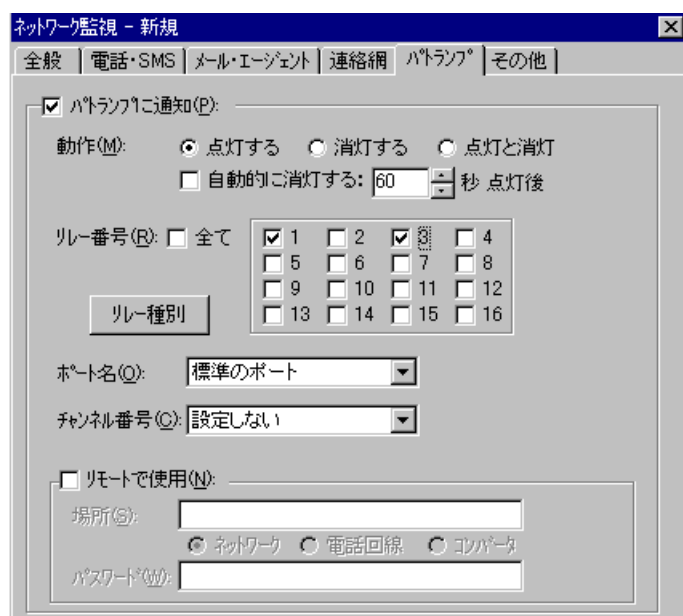 ネットワーク監視 - 新規
全般 電話・SMS メール・エージェント 連絡網 パトランプ その他
パトランプに通知(P):
動作(M): 点灯する 消灯する 点灯と消灯
自動的に消灯する: 60 秒 点灯後
リレー番号(R): 全て 1 2 3 4
5 6 7 8
9 10 11 12
リレー種別 13 14 15 16
ポート名(O): 標準のポート
チャンネル番号(C): 設定しない
リモートで使用(N):
場所(S):
ネットワーク 電話回線 コンバータ
パスワード(W):